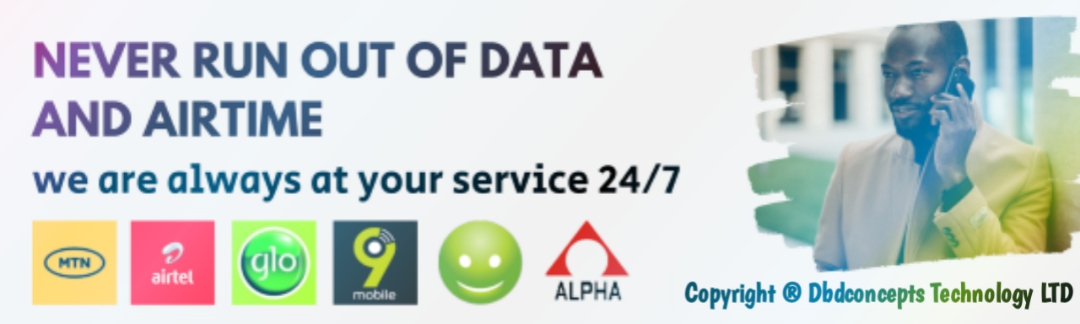 NEVER RUN OUT OF DATA
AND AIRTIME
we are always at your service 24/7
MTN
airtel
glo
9
mobile
ALPHA
Copyright ® Dbdconcepts Technology LTD